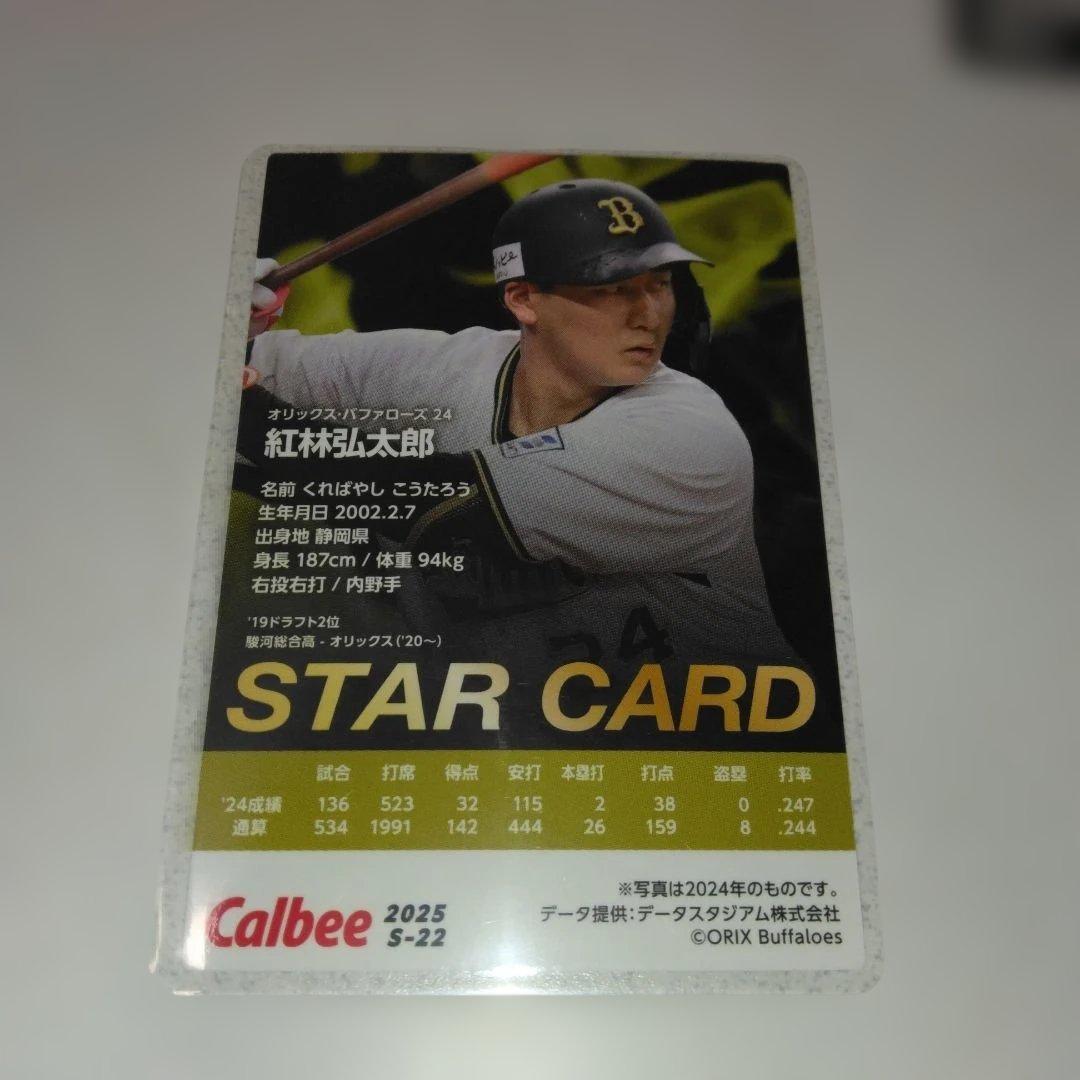 B
オリックス・バファローズ 24
紅林弘太郎
名前 くればやし こうたろう
生年月日 2002.2.7
出身地 静岡県
身長 187cm / 体重 94kg
右投右打 / 内野手
'19ドラフト2位
駿河総合高 - オリックス('20〜)
24
STAR CARD
試合 打席 得点 安打 本塁打 打点 盗塁 打率
'24成績 136 523 32 115 2 38 0 .247
通算 534 1991 142 444 26 159 8 .244
※写真は2024年のものです。
Calbee 2025 データ提供:データスタジアム株式会社
S-22 ©ORIX Buffaloes